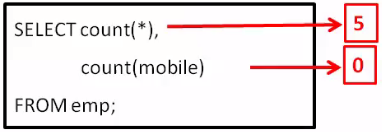 SELECT count(*), 5
count(mobile) 0
FROM emp;